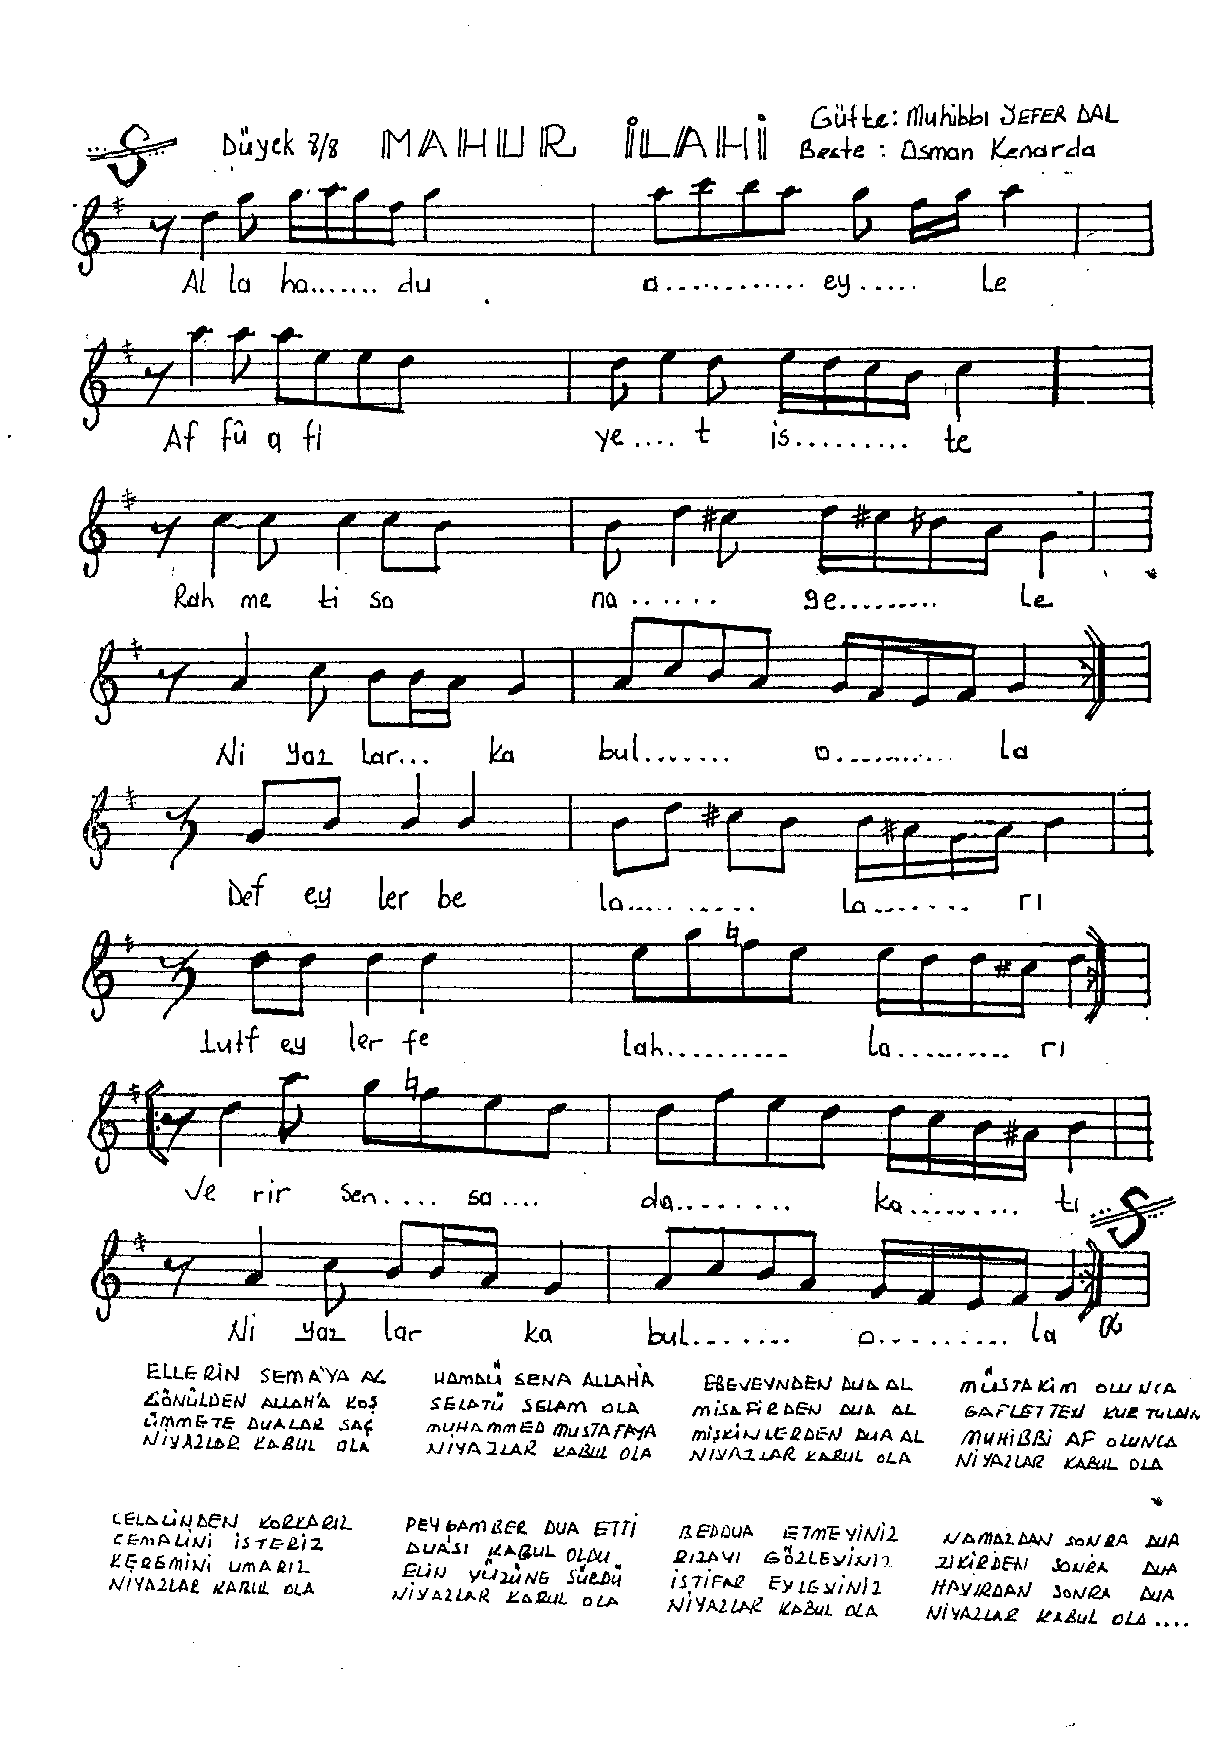 Düyek 8/8 MAHUR İLAHİ
Güfte: Muhibbi SEFER DAL
Beste : Osman Kenarda
Al la ha....... du a............ ey..... Le
Af fû a fi ye.... t is......... te
Rah me ti sa na...... ge......... Le
Ni yaz lar... ka bul....... o........... la
Def ey ler be la........... La....... ri
Lutf ey ler fe Lah.......... la......... ri
Ve rir sen.... sa.... da........ ka......... ti
Ni yaz lar ka bul....... o......... la
ELLERİN SEMA'YA AÇ
GÖNÜLDEN ALLAH'A KOŞ
ÜMMETE DUALAR SAÇ
NİYAZLAR KABUL OLA
HAMDÜ SENA ALLAH'A
SELATÜ SELAM OLA
MUHAMMED MUSTAFAYA
NİYAZLAR KABUL OLA
EBEVEYNDEN DUA AL
MİSAFİRDEN DUA AL
MİŞKİNLERDEN DUA AL
NİYAZLAR KABUL OLA
MÜSTAKİM OLUNCA
GAFLETTEN KURTULUN
MUHİBBİ AF OLUNCA
NİYAZLAR KABUL OLA
CELALİNDEN KORKARIZ
CEMALİNİ İSTERİZ
KEREMİNİ UMARIZ
NİYAZLAR KABUL OLA
PEYGAMBER DUA ETTİ
DUASI KABUL OLDU
ELİN YÜZÜNE SÜRDÜ
NİYAZLAR KABUL OLA
BEDDUA ETMEYİNİZ
RIZAYI GÖZLEYİNİZ
İSTİFAR EYLEYİNİZ
NİYAZLAR KABUL OLA
NAMAZDAN SONRA DUA
ZİKİRDEN SONRA DUA
HAYIRDAN SONRA DUA
NİYAZLAR KABUL OLA....